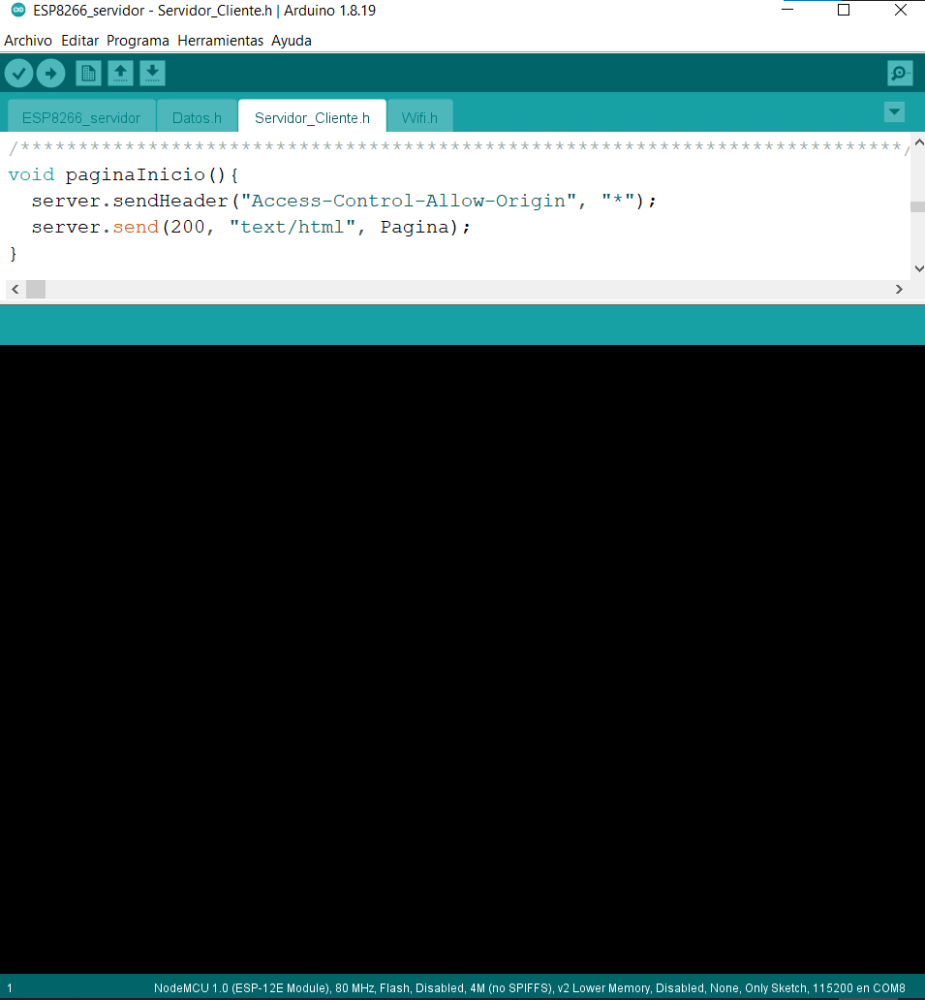 ESP8266_servidor - Servidor_Cliente.h | Arduino 1.8.19
Archivo Editar Programa Herramientas Ayuda
ESP8266_servidor Datos.h Servidor_Cliente.h Wifi.h
/****************************************************************************/
void paginaInicio(){
  server.sendHeader("Access-Control-Allow-Origin", "*");
  server.send(200, "text/html", Pagina);
}
1 NodeMCU 1.0 (ESP-12E Module), 80 MHz, Flash, Disabled, 4M (no SPIFFS), v2 Lower Memory, Disabled, None, Only Sketch, 115200 en COM8